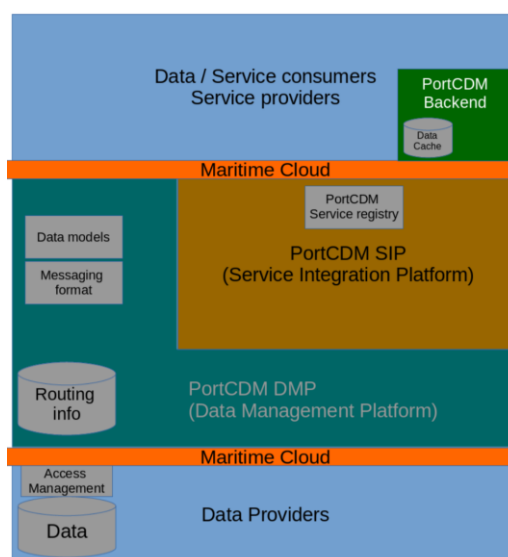 Data / Service consumers
Service providers
PortCDM
Backend
Data
Cache
Maritime Cloud
PortCDM
Service registry
Data models
Messaging
format
PortCDM SIP
(Service Integration Platform)
Routing
info
PortCDM DMP
(Data Management Platform)
Maritime Cloud
Access
Management
Data
Data Providers